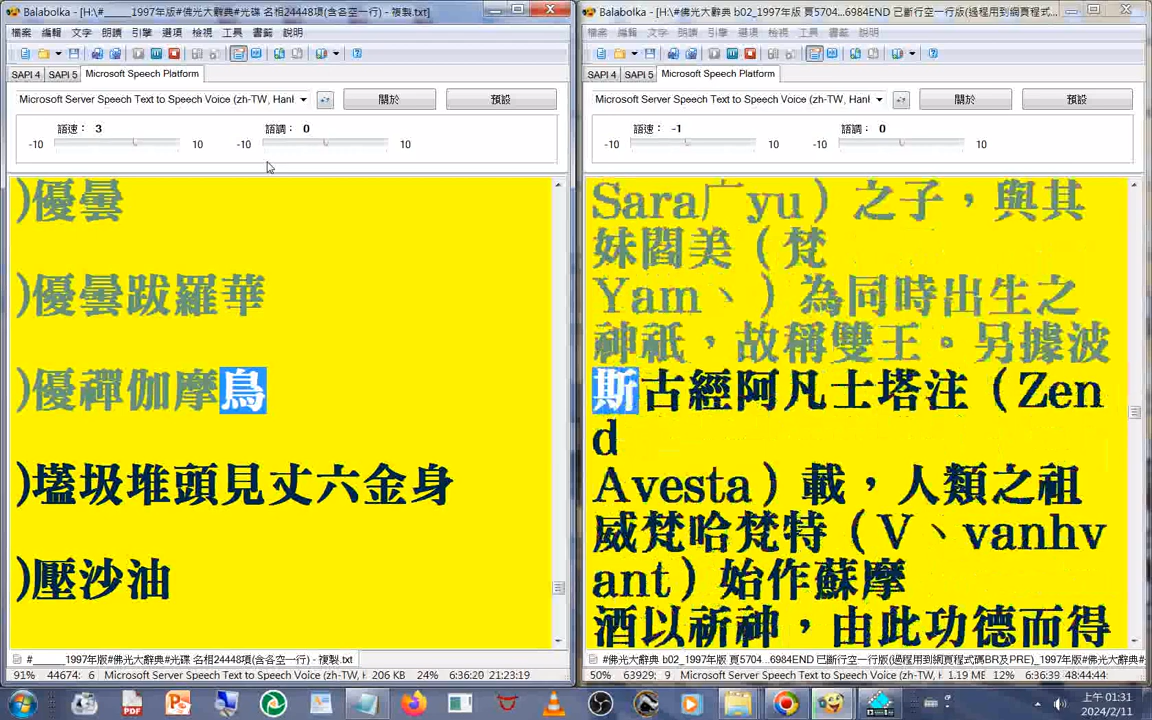 Balabolka - [H:\#_____1997年版#佛光大辭典#光碟 名相24448項(含各空一行) - 複製.txt]
檔案 編輯 文字 朗讀 引擎 選項 檢視 工具 書籤 說明
SAPI 4 SAPI 5 Microsoft Speech Platform
Microsoft Server Speech Text to Speech Voice (zh-TW, Hanl
關於 預設
語速： 3 語調： 0
-10 10 -10 10
)優曇
)優曇跋羅華
)優禪伽摩鳥
)壒圾堆頭見丈六金身
)壓沙油
#_____1997年版#佛光大辭典#光碟 名相24448項(含各空一行) - 複製.txt
91% 44674: 6 Microsoft Server Speech Text to Speech Voice (zh-TW, H 206 KB 24% 6:36:20 21:23:19
Balabolka - [H:\#佛光大辭典 b02_1997年版 頁5704...6984END 已斷行空一行版(過程用到網頁程式...
檔案 編輯 文字 朗讀 引擎 選項 檢視 工具 書籤 說明
SAPI 4 SAPI 5 Microsoft Speech Platform
Microsoft Server Speech Text to Speech Voice (zh-TW, Hanl
關於 預設
語速： -1 語調： 0
-10 10 -10 10
Sara广yu）之子，與其
妹閻美（梵
Yam丶）為同時出生之
神祇，故稱雙王。另據波
斯古經阿凡士塔注（Zen
d
Avesta）載，人類之祖
威梵哈梵特（V丶vanhv
ant）始作蘇摩
酒以祈神，由此功德而得
#佛光大辭典 b02_1997年版 頁5704...6984END 已斷行空一行版(過程用到網頁程式碼BR及PRE)_1997年版#佛光大辭典#
50% 63929; 9 Microsoft Server Speech Text to Speech Voice (zh-TW, H 1.19 MB 12% 6:36:39 48:44:44
上午 01:31
2024/2/11